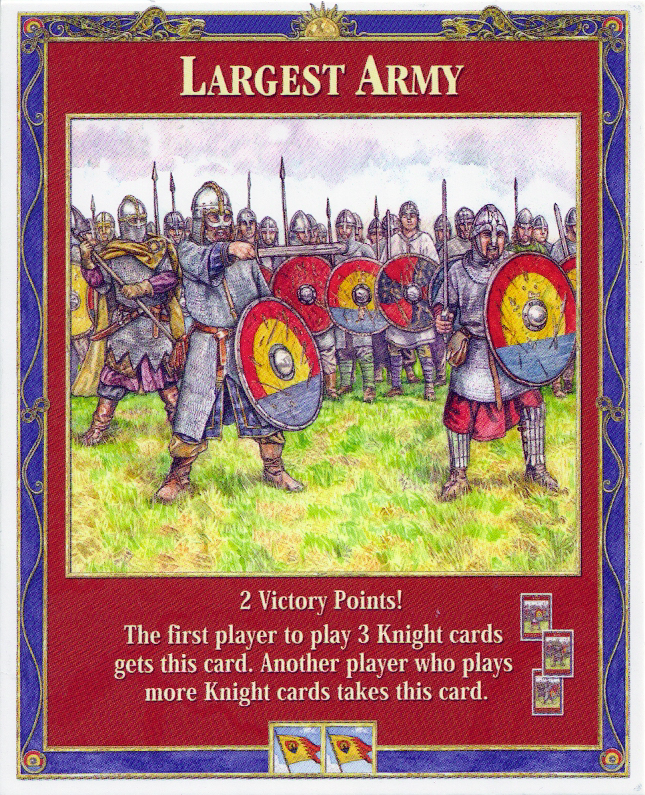 LARGEST ARMY
2 Victory Points!
The first player to play 3 Knight cards
gets this card. Another player who plays
more Knight cards takes this card.